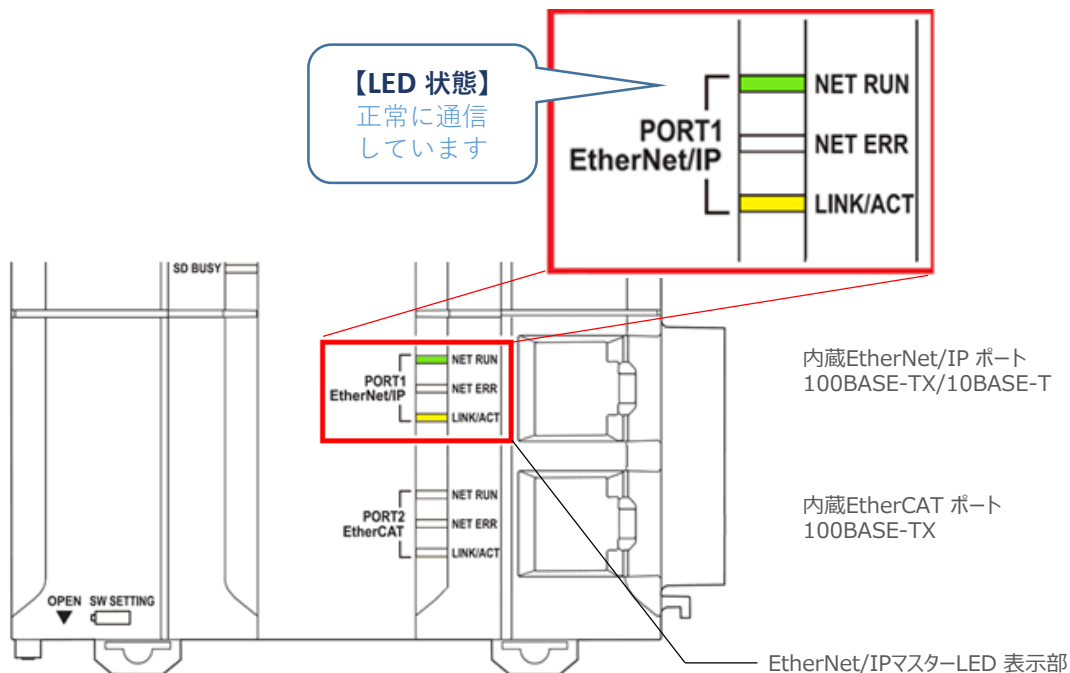 【LED 状態】
正常に通信
しています
NET RUN
PORT1
EtherNet/IP
NET ERR
LINK/ACT
SD BUSY
NET RUN
PORT1
EtherNet/IP
NET ERR
LINK/ACT
内蔵EtherNet/IP ポート
100BASE-TX/10BASE-T
NET RUN
PORT2
EtherCAT
NET ERR
LINK/ACT
内蔵EtherCAT ポート
100BASE-TX
OPEN SW SETTING
EtherNet/IPマスターLED 表示部